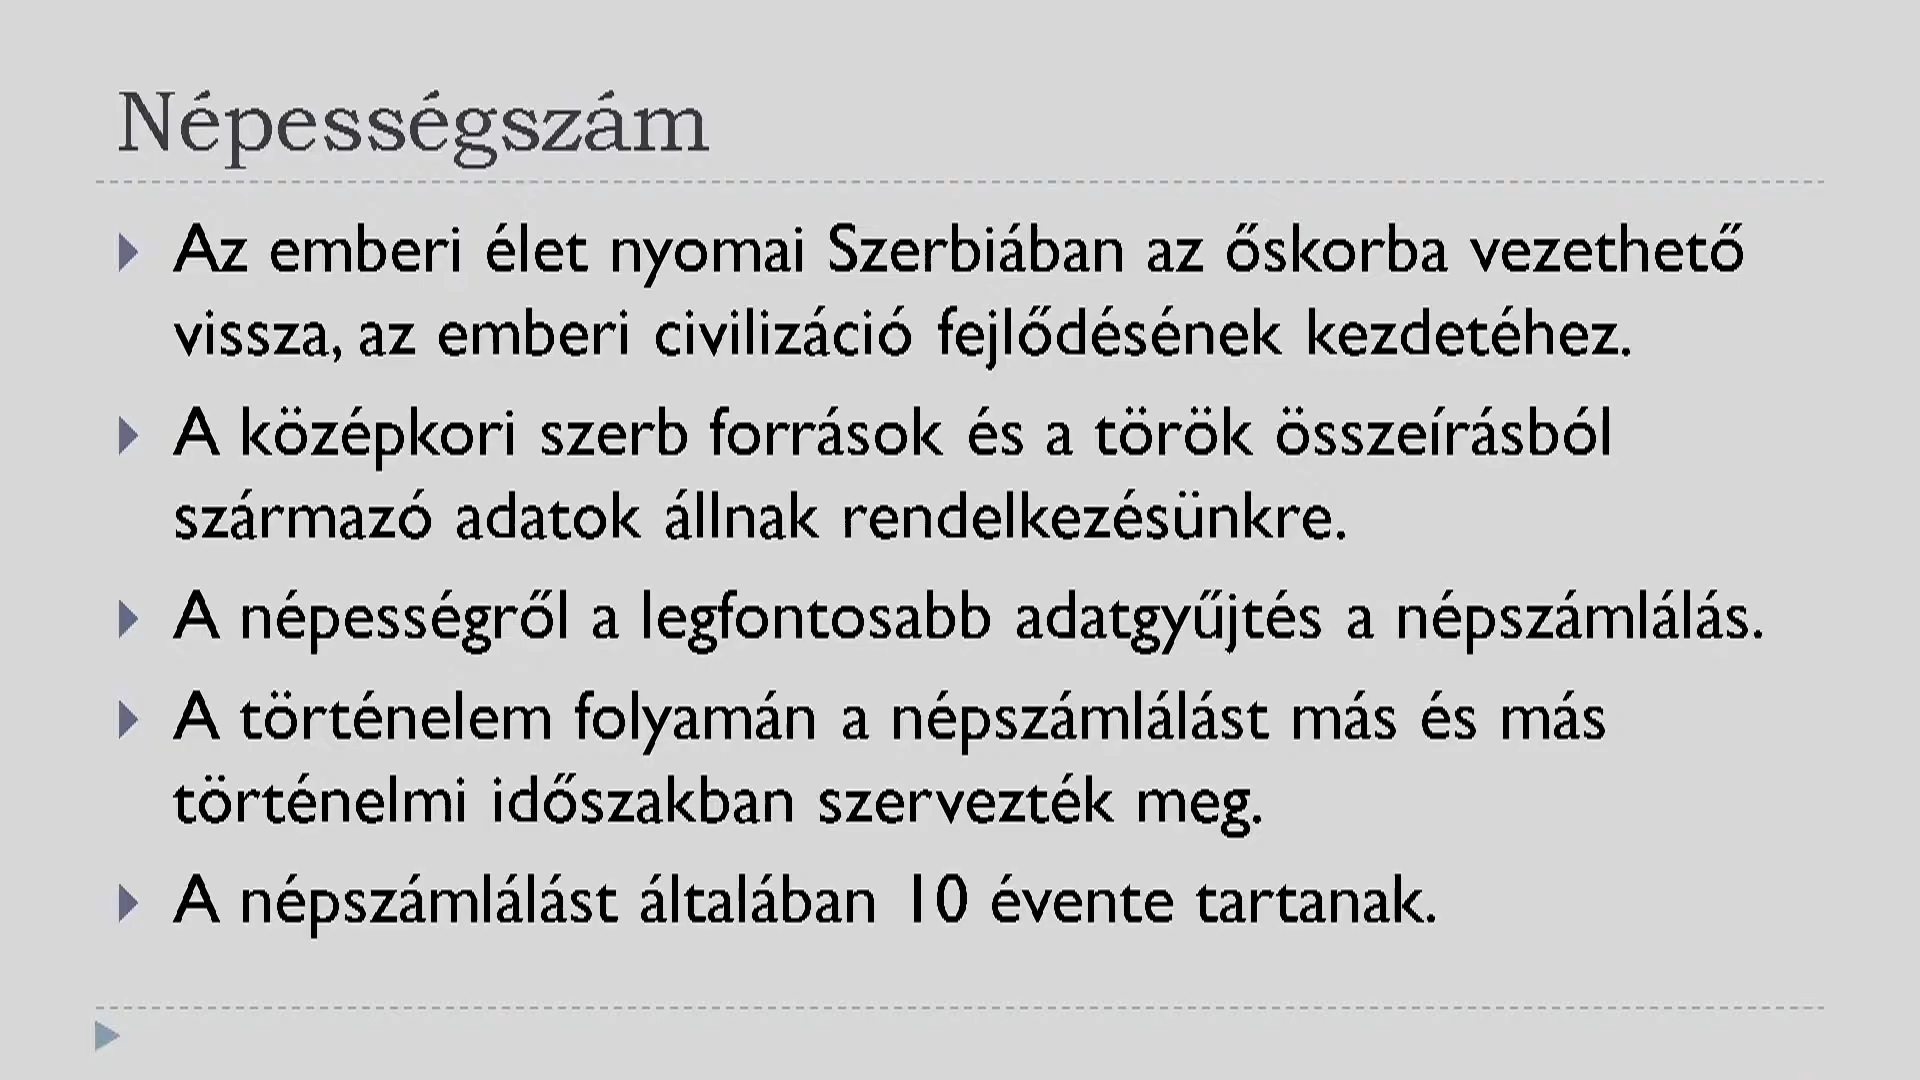 Népességszám
Az emberi élet nyomai Szerbiában az őskorba vezethető
vissza, az emberi civilizáció fejlődésének kezdetéhez.
A középkori szerb források és a török összeírásból
származó adatok állnak rendelkezésünkre.
A népességről a legfontosabb adatgyűjtés a népszámlálás.
A történelem folyamán a népszámlálást más és más
történelmi időszakban szervezték meg.
A népszámlálást általában 10 évente tartanak.